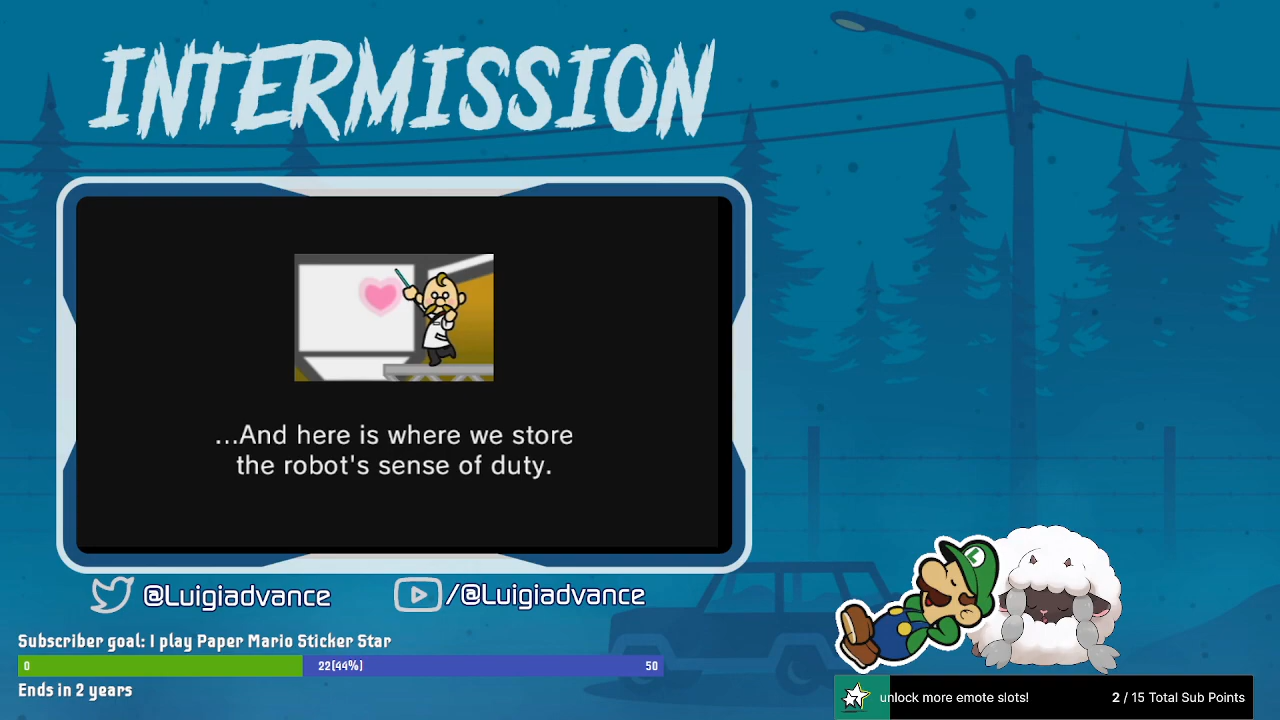 INTERMISSION
...And here is where we store
the robot's sense of duty.
@Luigiadvance
/@Luigiadvance
Subscriber goal: I play Paper Mario Sticker Star
0 22(44%) 50
Ends in 2 years
L
unlock more emote slots!
2 / 15 Total Sub Points